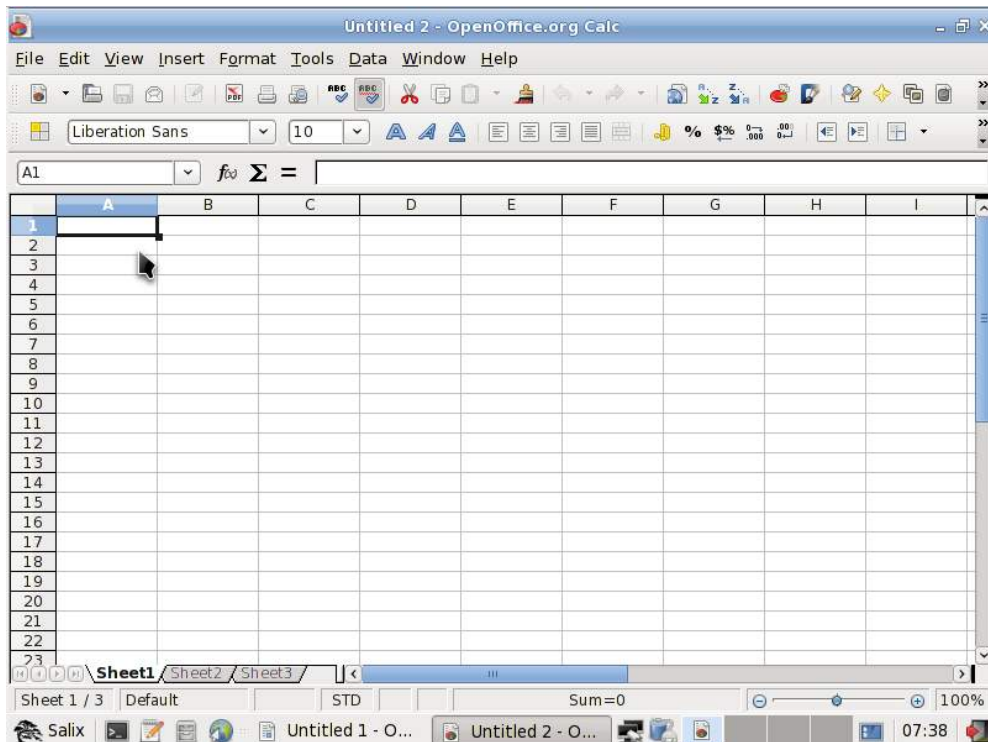 Untitled 2 - OpenOffice.org Calc
File Edit View Insert Format Tools Data Window Help
Liberation Sans 10
A1
A B C D E F G H I
1
2
3
4
5
6
7
8
9
10
11
12
13
14
15
16
17
18
19
20
21
22
23
Sheet1 Sheet2 Sheet3
Sheet 1 / 3 Default STD Sum=0 100%
Salix Untitled 1 - O... Untitled 2 - O... 07:38